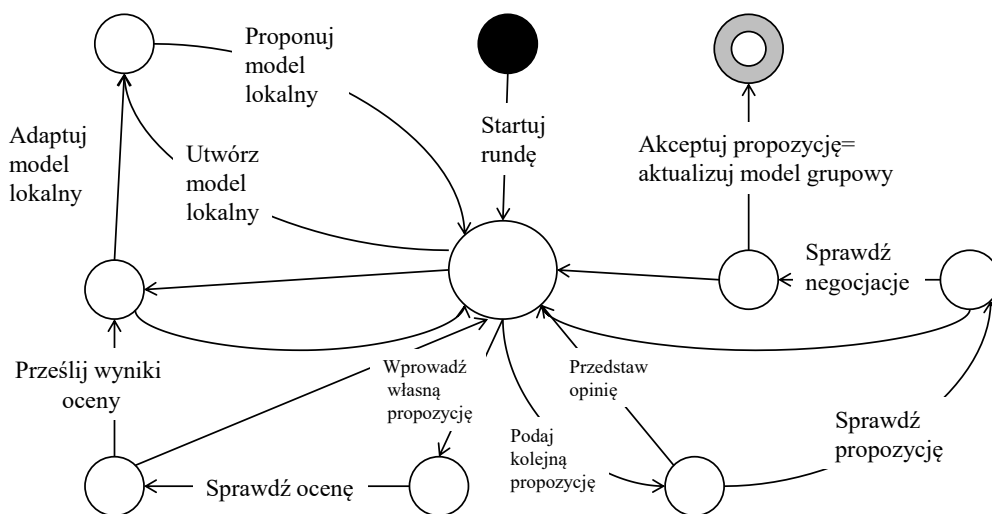 Proponuj
model
lokalny
Startuj
rundę
Adaptuj
model
lokalny
Utwórz
model
lokalny
Akceptuj propozycję=
aktualizuj model grupowy
Sprawdź
negocjacje
Prześlij wyniki
oceny
Wprowadź
własną
propozycję
Przedstaw
opinię
Podaj
kolejną
propozycję
Sprawdź
propozycję
Sprawdź ocenę